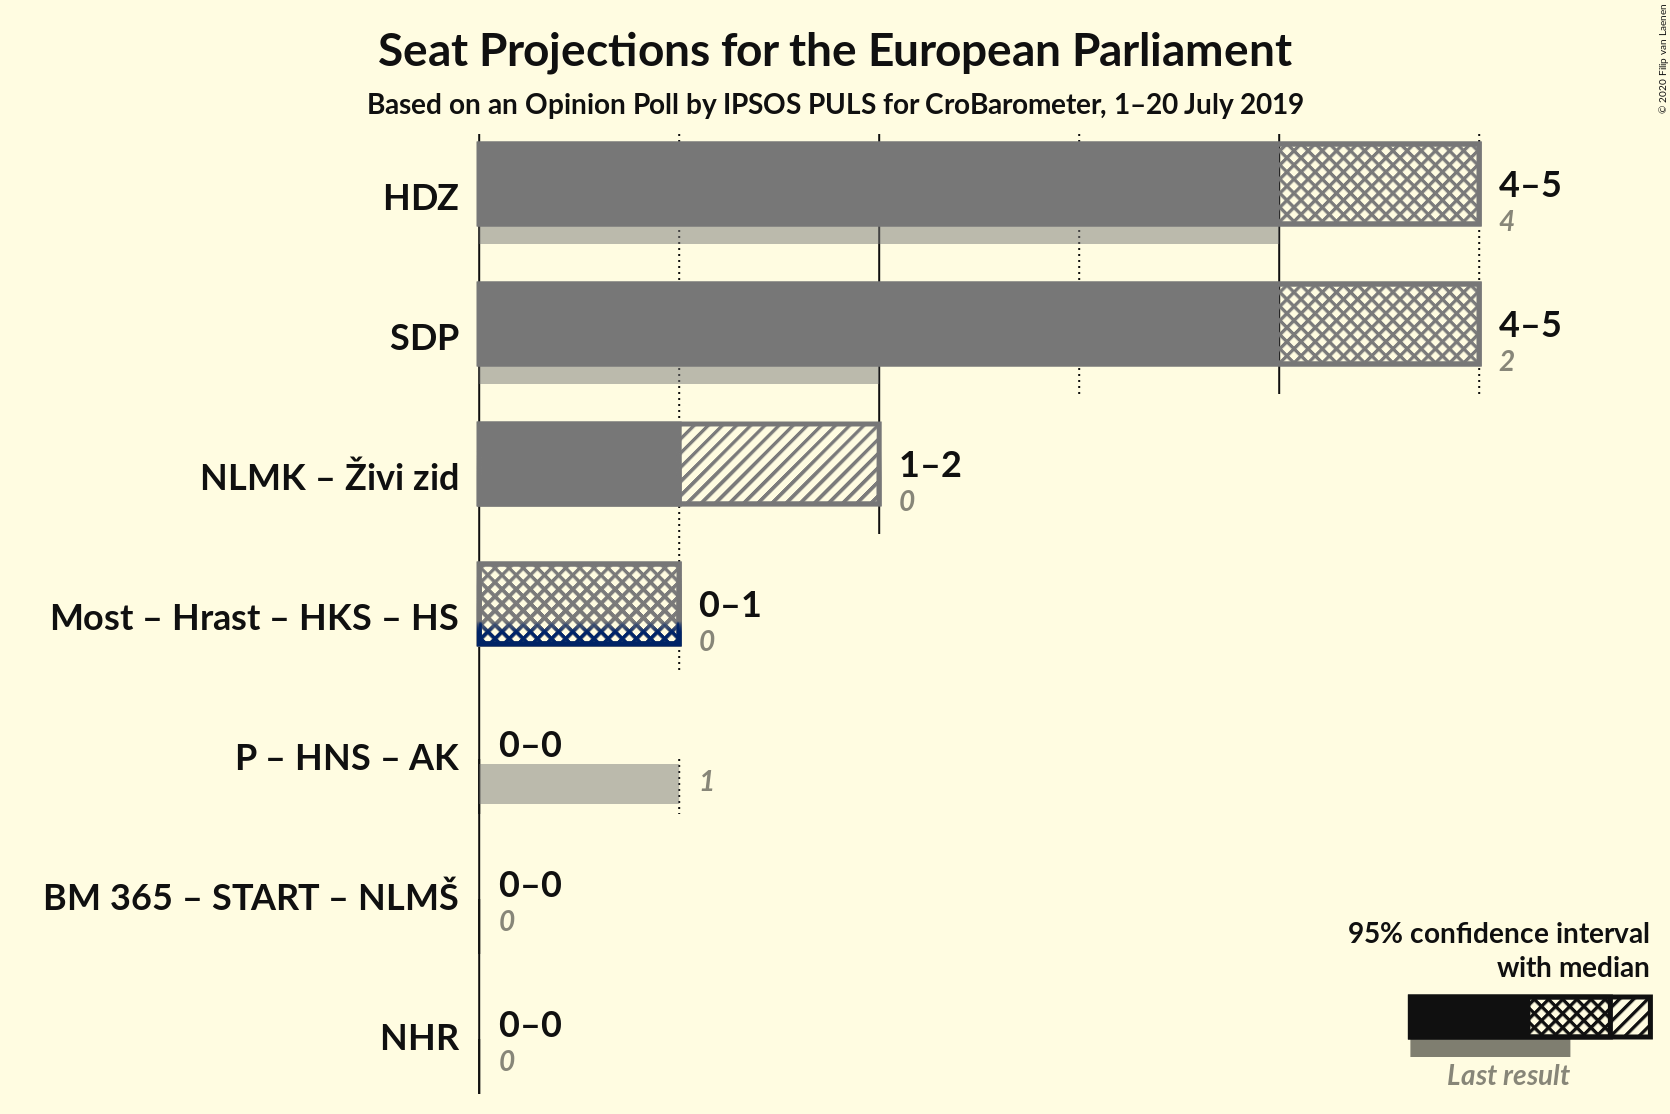 Seat Projections for the European Parliament
Based on an Opinion Poll by IPSOS PULS for CroBarometer, 1–20 July 2019
© 2020 Filip van Laenen
HDZ
4–5
4
SDP
4–5
2
NLMK – Živi zid
1–2
0
Most – Hrast – HKS – HS
0–1
0
P – HNS – AK
0–0
1
BM 365 – START – NLMŠ
0–0
0
NHR
0–0
0
95% confidence interval
with median
Last result